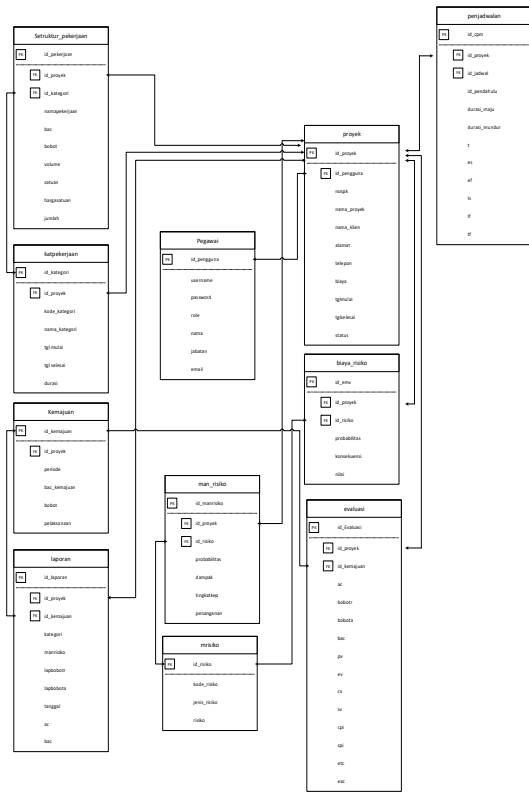 Setruktur_pekerjaan
PK id_pekerjaan
FK id_proyek
FK id_kategori
namapekerjaan
bac
bobot
volume
satuan
hargasatuan
jumlah
katpekerjaan
PK id_kategori
FK id_proyek
kode_kategori
nama_kategori
tgl mulai
tgl selesai
durasi
Kemajuan
PK id_kemajuan
FK id_proyek
periode
bac_kemajuan
bobot
pelaksanaan
laporan
PK id_laporan
FK id_proyek
FK id_kemajuan
kategori
manrisiko
lapbobotr
lapbobota
tanggal
ac
bac
Pegawai
PK id_pengguna
username
password
role
nama
jabatan
email
man_risiko
PK id_manrisiko
FK id_proyek
FK id_risiko
probabilitas
dampak
tingkatkep
penanganan
mrisiko
PK id_risiko
kode_risiko
jenis_risiko
risiko
proyek
PK id_proyek
FK id_pengguna
nospk
nama_proyek
nama_klien
alamat
telepon
biaya
tglmulai
tglselesai
status
biaya_risiko
PK id_emv
FK id_proyek
FK id_risiko
probabilitas
konsekuensi
nilai
evaluasi
PK id_Evaluasi
FK id_proyek
FK id_kemajuan
ac
bobotr
bobota
bac
pv
ev
cv
sv
cpi
spi
etc
eac
penjadwalan
PK id_cpm
FK id_proyek
FK id_jadwal
id_pendahulu
durasi_maju
durasi_mundur
es
ef
ls
lf